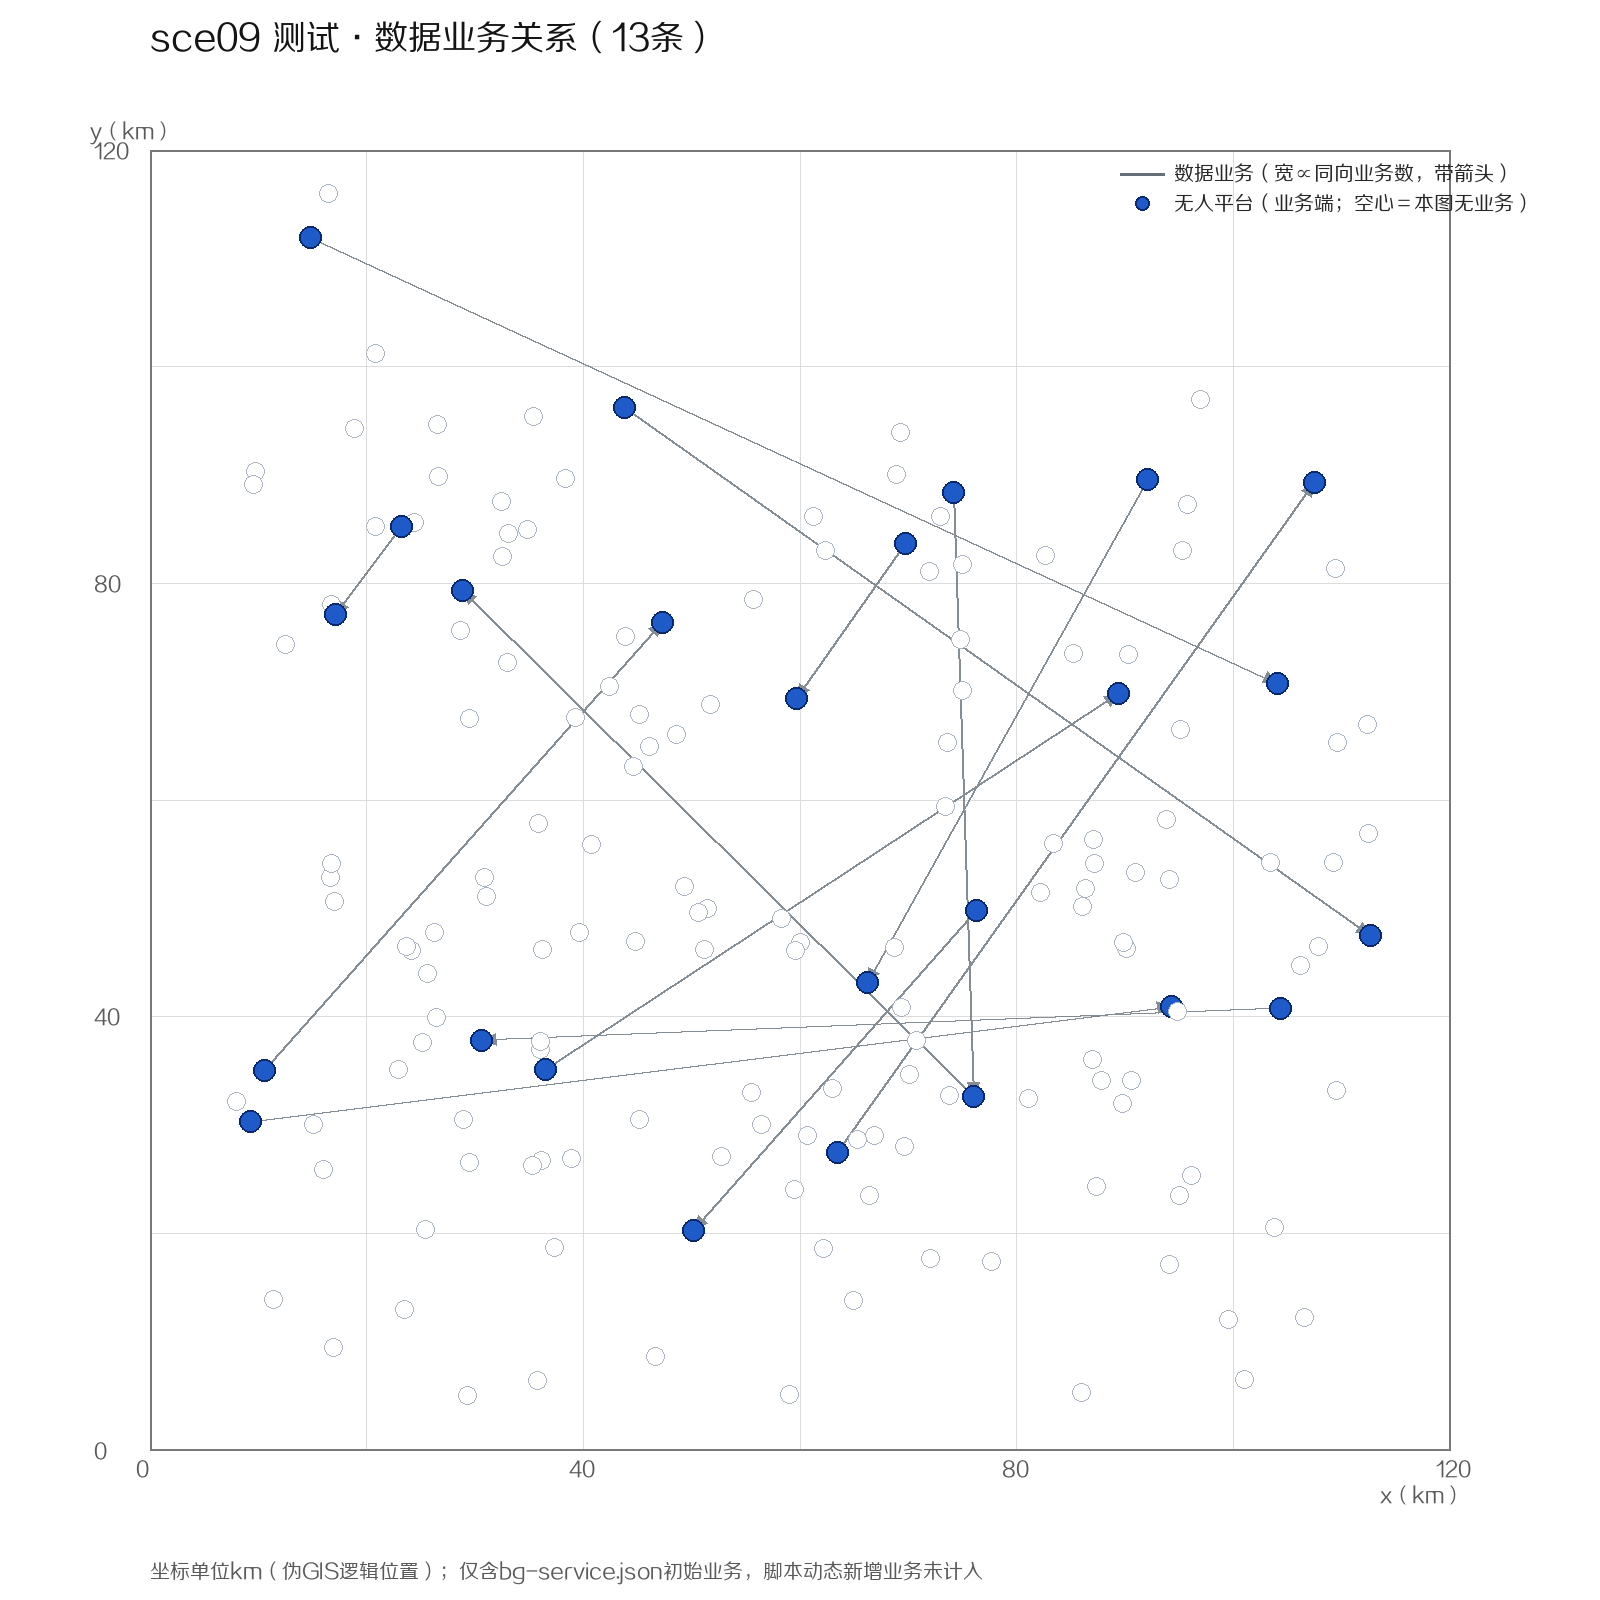 sce09 测试·数据业务关系（13条）
y（km）
120
数据业务（宽∝同向业务数，带箭头）
无人平台（业务端；空心＝本图无业务）
80
40
0
0 40 80 120
x（km）
坐标单位km（伪GIS逻辑位置）；仅含bg-service.json初始业务，脚本动态新增业务未计入